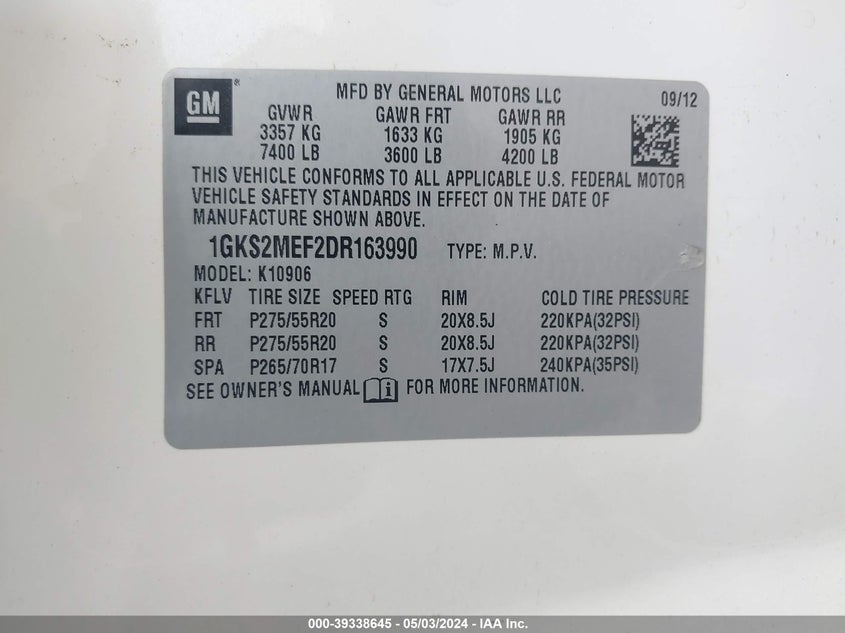 GM ® MFD BY GENERAL MOTORS LLC 09/12
GVWR GAWR FRT GAWR RR
3357 KG 1633 KG 1905 KG
7400 LB 3600 LB 4200 LB
THIS VEHICLE CONFORMS TO ALL APPLICABLE U.S. FEDERAL MOTOR
VEHICLE SAFETY STANDARDS IN EFFECT ON THE DATE OF
MANUFACTURE SHOWN ABOVE.
1GKS2MEF2DR163990 TYPE: M.P.V.
MODEL: K10906
KFLV TIRE SIZE SPEED RTG RIM COLD TIRE PRESSURE
FRT P275/55R20 S 20X8.5J 220KPA(32PSI)
RR P275/55R20 S 20X8.5J 220KPA(32PSI)
SPA P265/70R17 S 17X7.5J 240KPA(35PSI)
SEE OWNER'S MANUAL i FOR MORE INFORMATION.
000-39338645 - 05/03/2024 - IAA Inc.